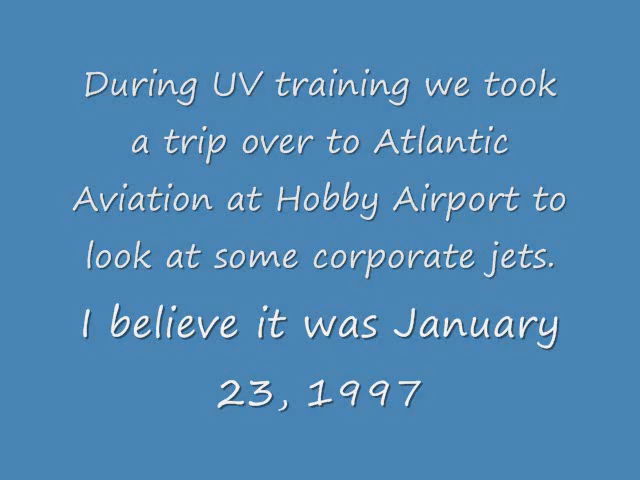 During UV training we took
a trip over to Atlantic
Aviation at Hobby Airport to
look at some corporate jets.
I believe it was January
23, 1997